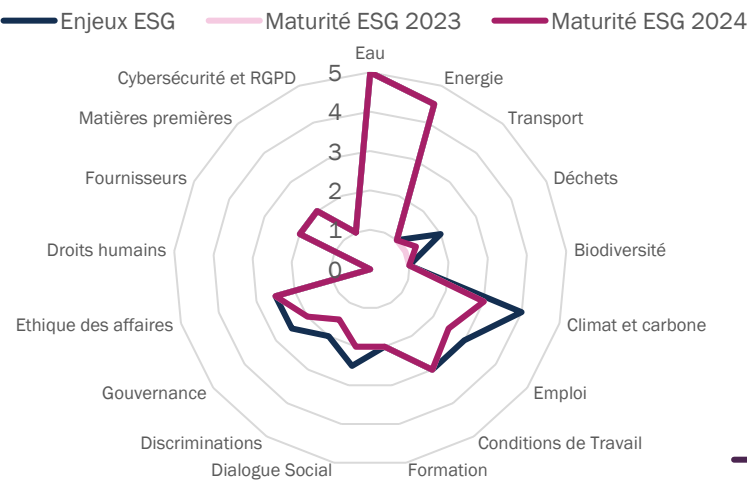 Enjeux ESG
Maturité ESG 2023
Maturité ESG 2024
Eau
Energie
Transport
Déchets
Biodiversité
Climat et carbone
Emploi
Conditions de Travail
Formation
Dialogue Social
Discriminations
Gouvernance
Ethique des affaires
Droits humains
Fournisseurs
Matières premières
Cybersécurité et RGPD
5
4
3
2
1
0